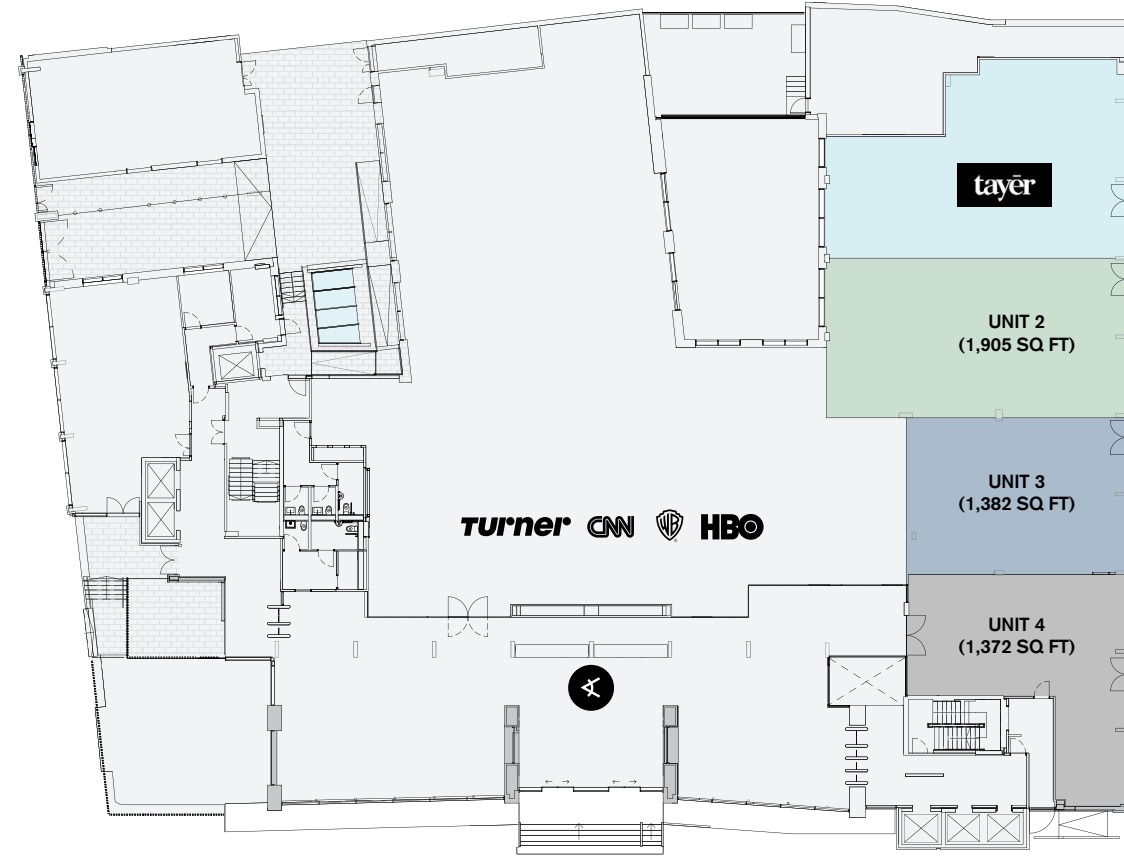 tayēr
UNIT 2
(1,905 SQ FT)
UNIT 3
(1,382 SQ FT)
Turner CNN WB HBO
UNIT 4
(1,372 SQ FT)